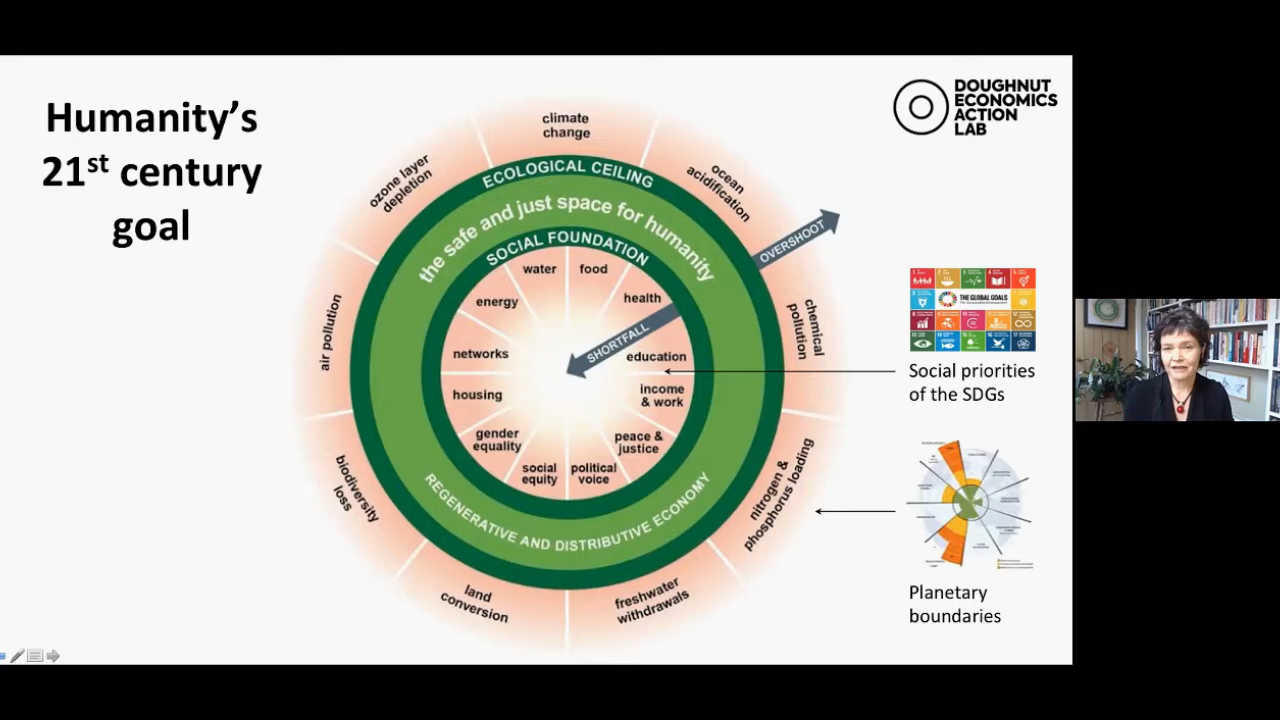 Humanity's
21st century
goal
DOUGHNUT
ECONOMICS
ACTION
LAB
climate
change
ozone layer
depletion
ocean
acidification
ECOLOGICAL CEILING
the safe and just space for humanity
SOCIAL FOUNDATION
OVERSHOOT
water
food
energy
health
SHORTFALL
air pollution
chemical
pollution
networks
education
housing
income
& work
gender
equality
peace &
justice
social
equity
political
voice
REGENERATIVE AND DISTRIBUTIVE ECONOMY
biodiversity
loss
nitrogen &
phosphorus loading
land
conversion
freshwater
withdrawals
THE GLOBAL GOALS
Social priorities
of the SDGs
Planetary
boundaries